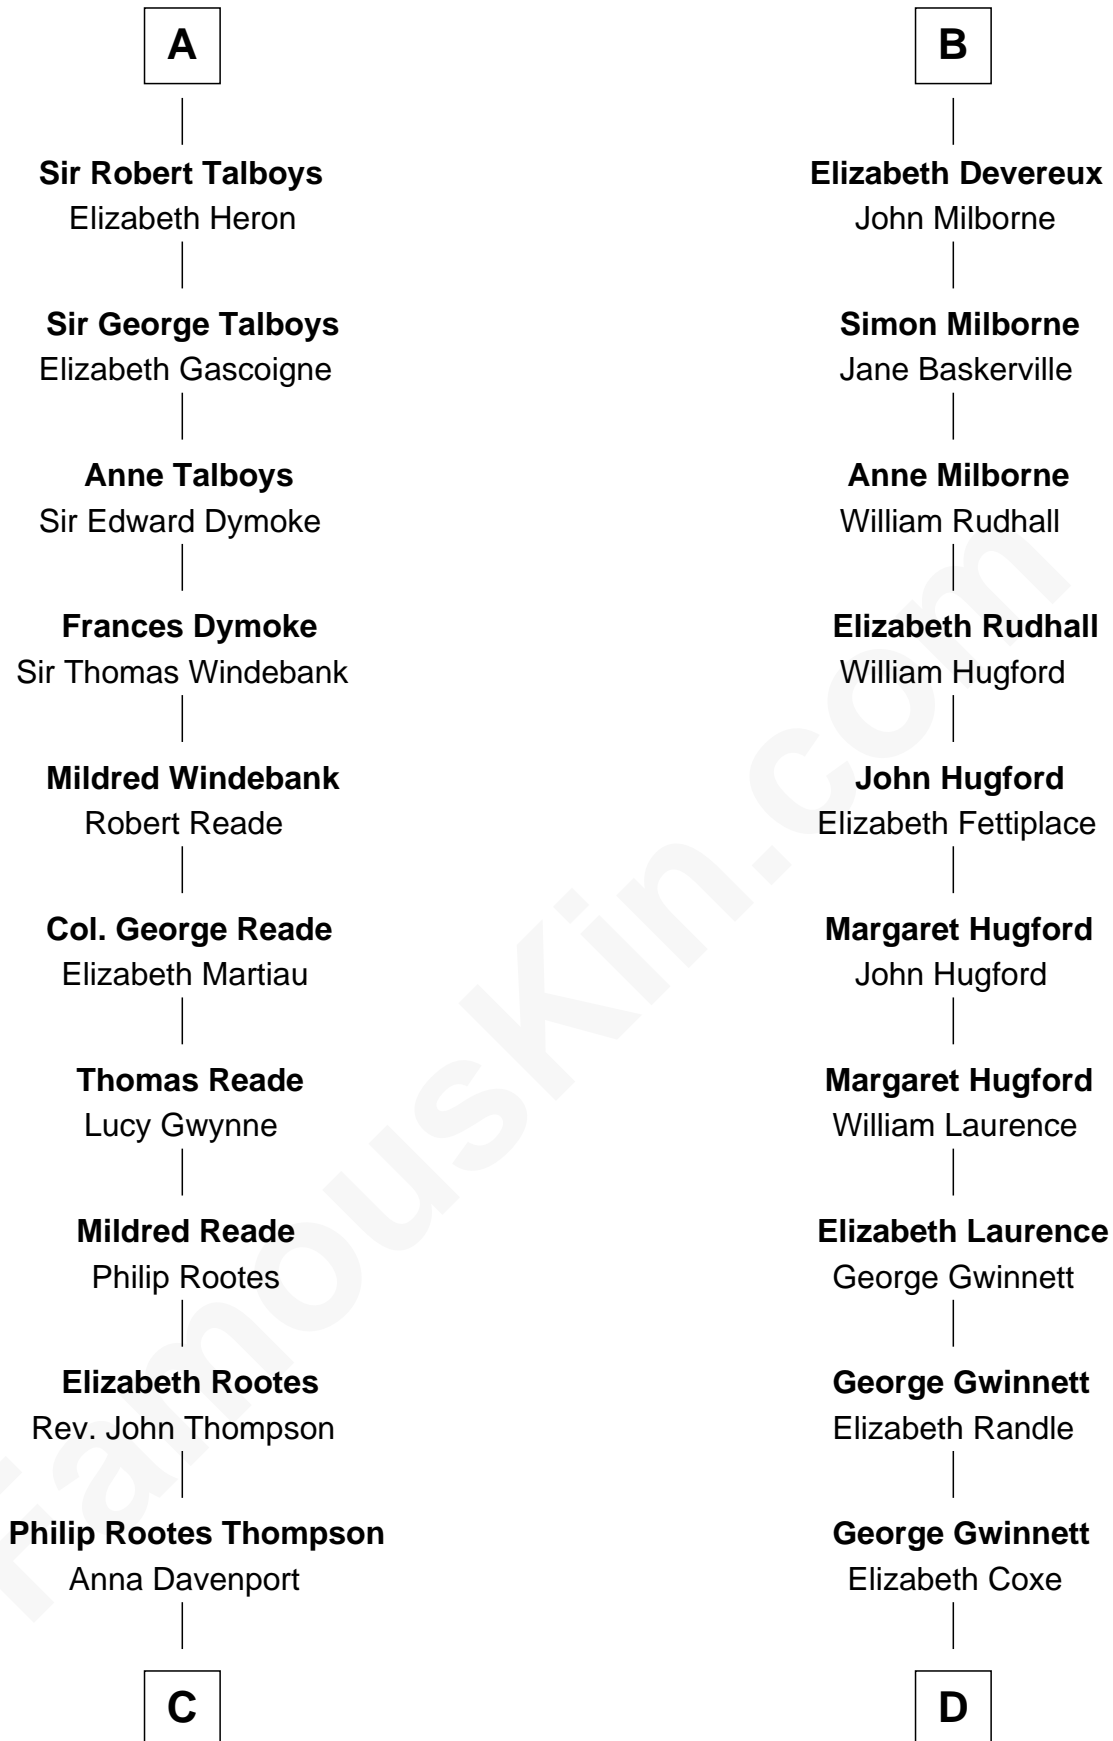 A
Sir Robert Talboys
Elizabeth Heron
Sir George Talboys
Elizabeth Gascoigne
Anne Talboys
Sir Edward Dymoke
Frances Dymoke
Sir Thomas Windebank
Mildred Windebank
Robert Reade
Col. George Reade
Elizabeth Martiau
Thomas Reade
Lucy Gwynne
Mildred Reade
Philip Rootes
Elizabeth Rootes
Rev. John Thompson
Philip Rootes Thompson
Anna Davenport
C
B
Elizabeth Devereux
John Milborne
Simon Milborne
Jane Baskerville
Anne Milborne
William Rudhall
Elizabeth Rudhall
William Hugford
John Hugford
Elizabeth Fettiplace
Margaret Hugford
John Hugford
Margaret Hugford
William Laurence
Elizabeth Laurence
George Gwinnett
George Gwinnett
Elizabeth Randle
George Gwinnett
Elizabeth Coxe
D
FamousKin.com